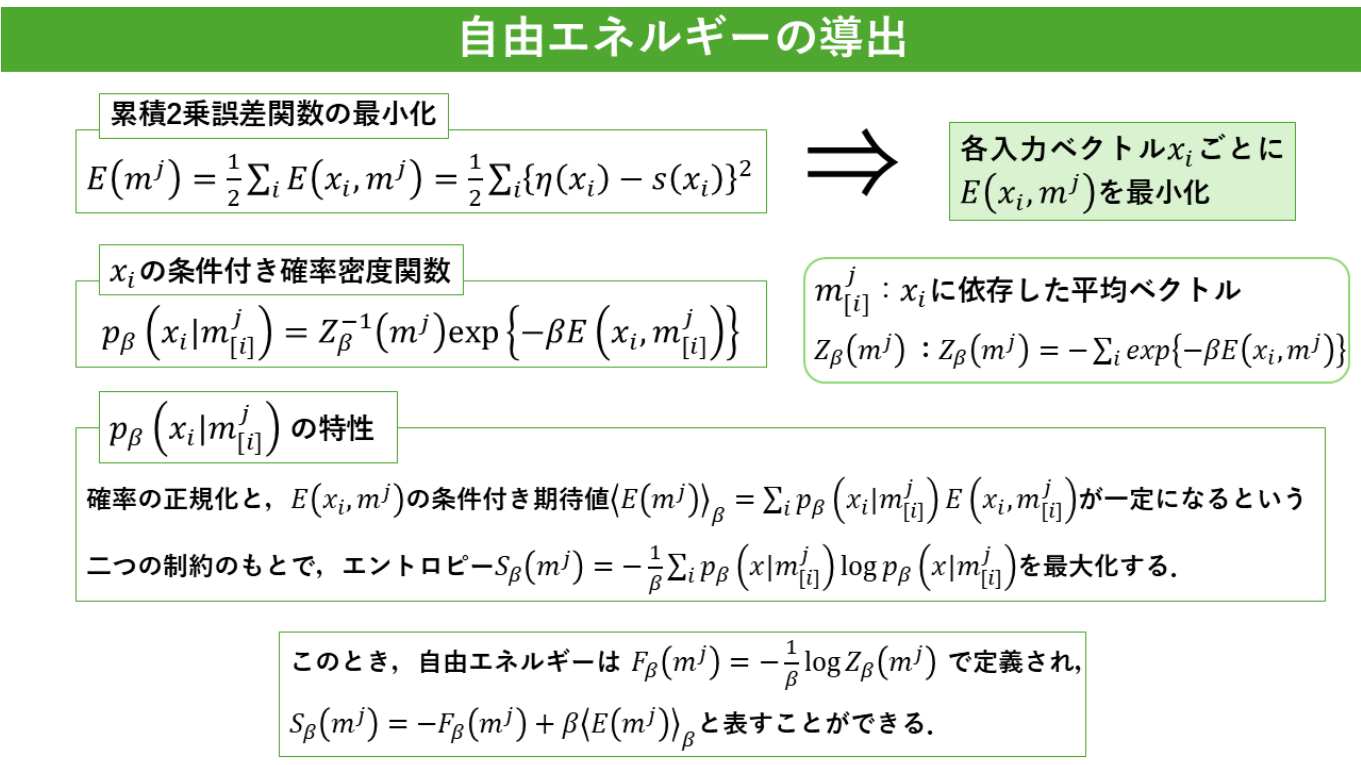 自由エネルギーの導出
累積2乗誤差関数の最小化
E(m^j) = \frac{1}{2}∑_i E(x_i, m^j) = \frac{1}{2}∑_i{η(x_i) − s(x_i)}^2
⇒
各入力ベクトルx_iごとに
E(x_i, m^j)を最小化
x_iの条件付き確率密度関数
p_β(x_i|m^j_{[i]}) = Z_β^{−1}(m^j)exp{−βE(x_i, m^j_{[i]})}
m^j_{[i]}：x_iに依存した平均ベクトル
Z_β(m^j)：Z_β(m^j) = −∑_i exp{−βE(x_i, m^j)}
p_β(x_i|m^j_{[i]}) の特性
確率の正規化と，E(x_i, m^j)の条件付き期待値⟨E(m^j)⟩_β = ∑_i p_β(x_i|m^j_{[i]}) E(x_i, m^j_{[i]})が一定になるという
二つの制約のもとで，エントロピーS_β(m^j) = −\frac{1}{β}∑_i p_β(x|m^j_{[i]}) log p_β(x|m^j_{[i]})を最大化する．
このとき，自由エネルギーは F_β(m^j) = −\frac{1}{β}log Z_β(m^j) で定義され，
S_β(m^j) = −F_β(m^j) + β⟨E(m^j)⟩_βと表すことができる．